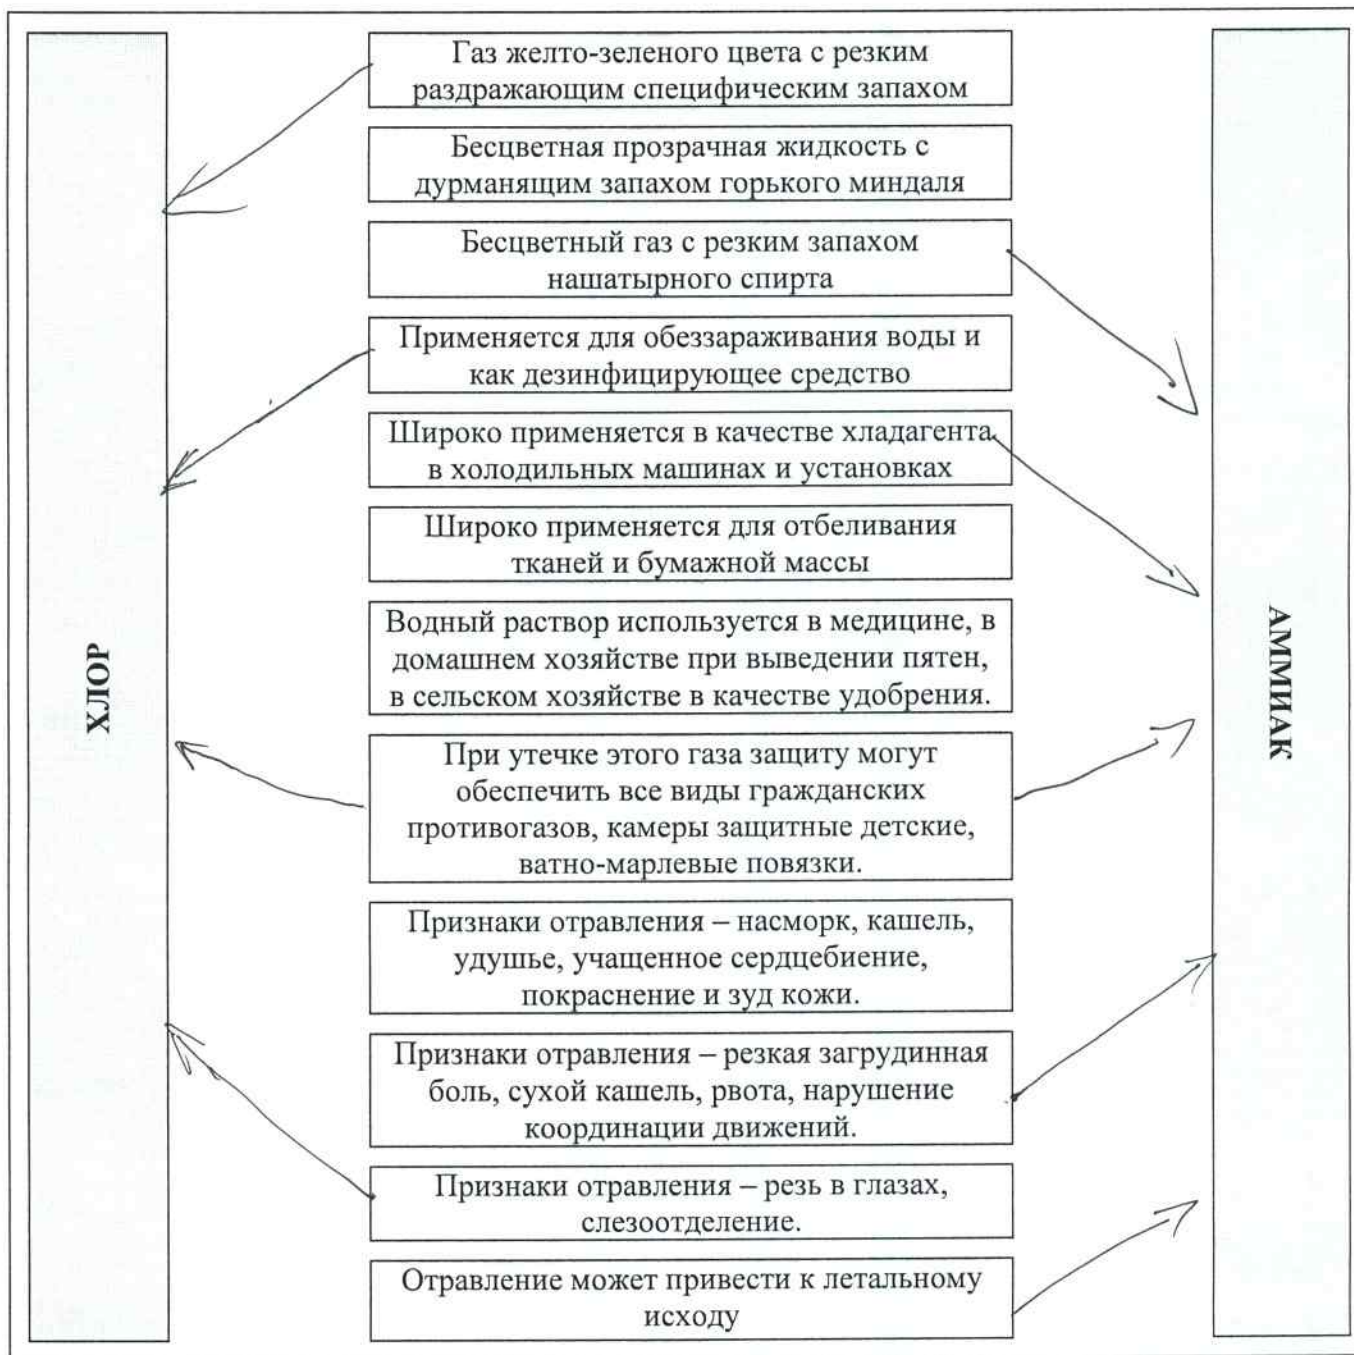 ХЛОР
Газ желто-зеленого цвета с резким
раздражающим специфическим запахом
Бесцветная прозрачная жидкость с
дурманящим запахом горького миндаля
Бесцветный газ с резким запахом
нашатырного спирта
Применяется для обеззараживания воды и
как дезинфицирующее средство
Широко применяется в качестве хладагента
в холодильных машинах и установках
Широко применяется для отбеливания
тканей и бумажной массы
Водный раствор используется в медицине, в
домашнем хозяйстве при выведении пятен,
в сельском хозяйстве в качестве удобрения.
При утечке этого газа защиту могут
обеспечить все виды гражданских
противогазов, камеры защитные детские,
ватно-марлевые повязки.
Признаки отравления – насморк, кашель,
удушье, учащенное сердцебиение,
покраснение и зуд кожи.
Признаки отравления – резкая загрудинная
боль, сухой кашель, рвота, нарушение
координации движений.
Признаки отравления – резь в глазах,
слезоотделение.
Отравление может привести к летальному
исходу
АММИАК